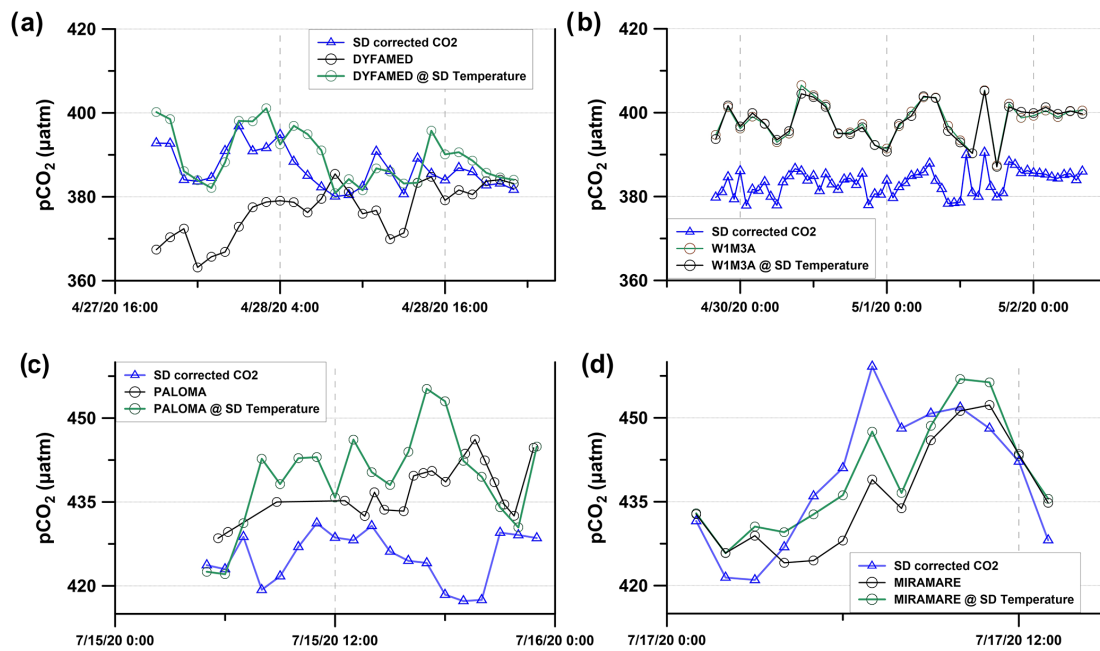 (a)
420
400
380
360
pCO2 (µatm)
SD corrected CO2
DYFAMED
DYFAMED @ SD Temperature
4/27/20 16:00
4/28/20 4:00
4/28/20 16:00
(b)
420
400
380
360
pCO2 (µatm)
SD corrected CO2
W1M3A
W1M3A @ SD Temperature
4/30/20 0:00
5/1/20 0:00
5/2/20 0:00
(c)
450
435
420
pCO2 (µatm)
SD corrected CO2
PALOMA
PALOMA @ SD Temperature
7/15/20 0:00
7/15/20 12:00
7/16/20 0:00
(d)
450
435
420
pCO2 (µatm)
SD corrected CO2
MIRAMARE
MIRAMARE @ SD Temperature
7/17/20 0:00
7/17/20 12:00